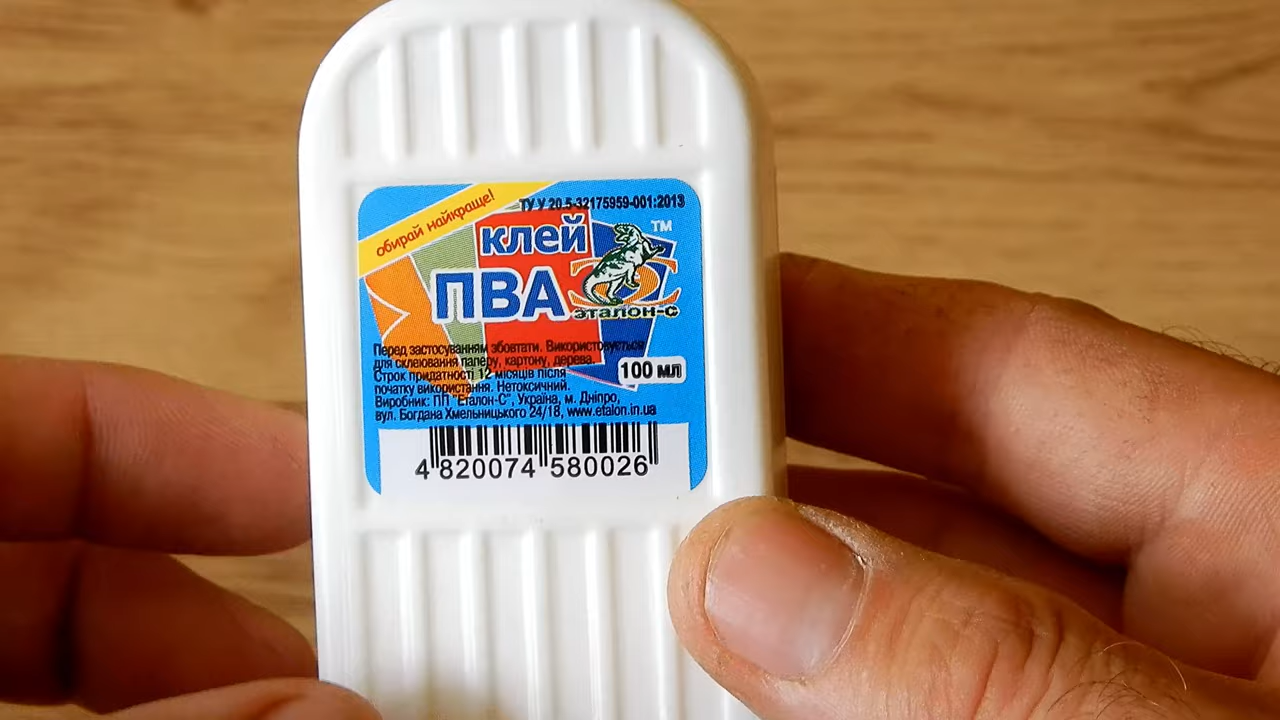 обирай найкраще!
ТУ У 20.5-32175959-001:2013
клей
ТМ
ПВА
эталон-с
Перед застосуванням збовтати. Використовується
для склеювання паперу, картону, дерева.
Строк придатності 12 місяців після
початку використання. Нетоксичний.
100 мл
Виробник: ПП "Еталон-С", Україна, м. Дніпро,
вул. Богдана Хмельницького 24/18, www.etalon.in.ua
4 820074 580026